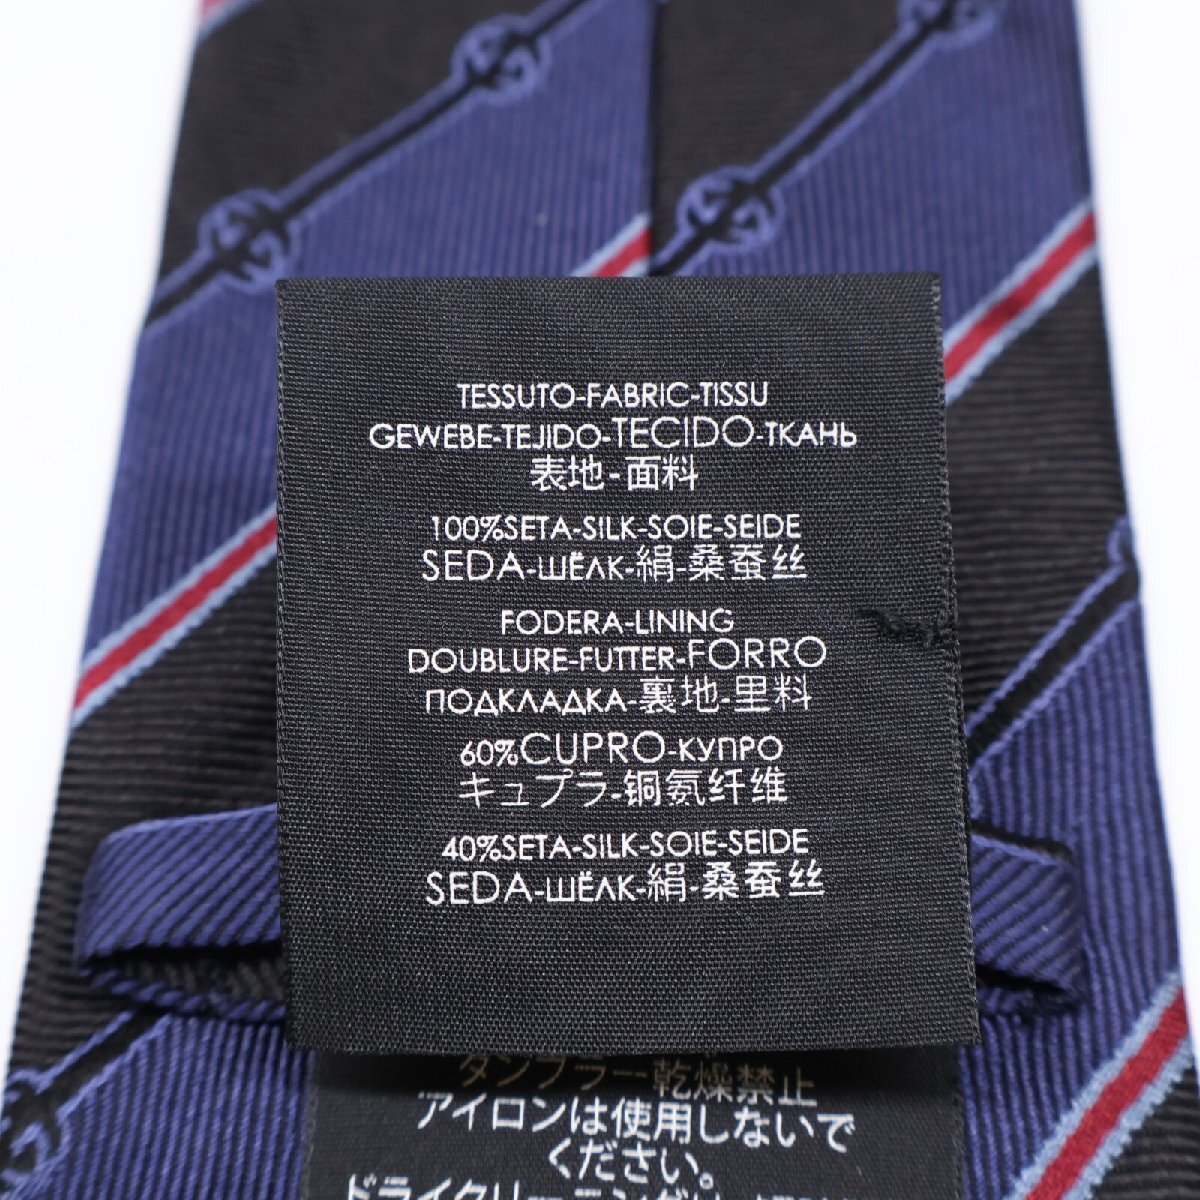 TESSUTO-FABRIC-TISSU
GEWEBE-TEJIDO-TECIDO-ТКАНЬ
表地-面料
100%SETA-SILK-SOIE-SEIDE
SEDA-ШЁЛК-絹-桑蚕丝
FODERA-LINING
DOUBLURE-FUTTER-FORRO
ПОДКЛАДКА-裏地-里料
60%CUPRO-КУПРО
キュプラ-铜氨纤维
40%SETA-SILK-SOIE-SEIDE
SEDA-ШЁЛК-絹-桑蚕丝
タンブラー乾燥禁止
アイロンは使用しないで
ください。